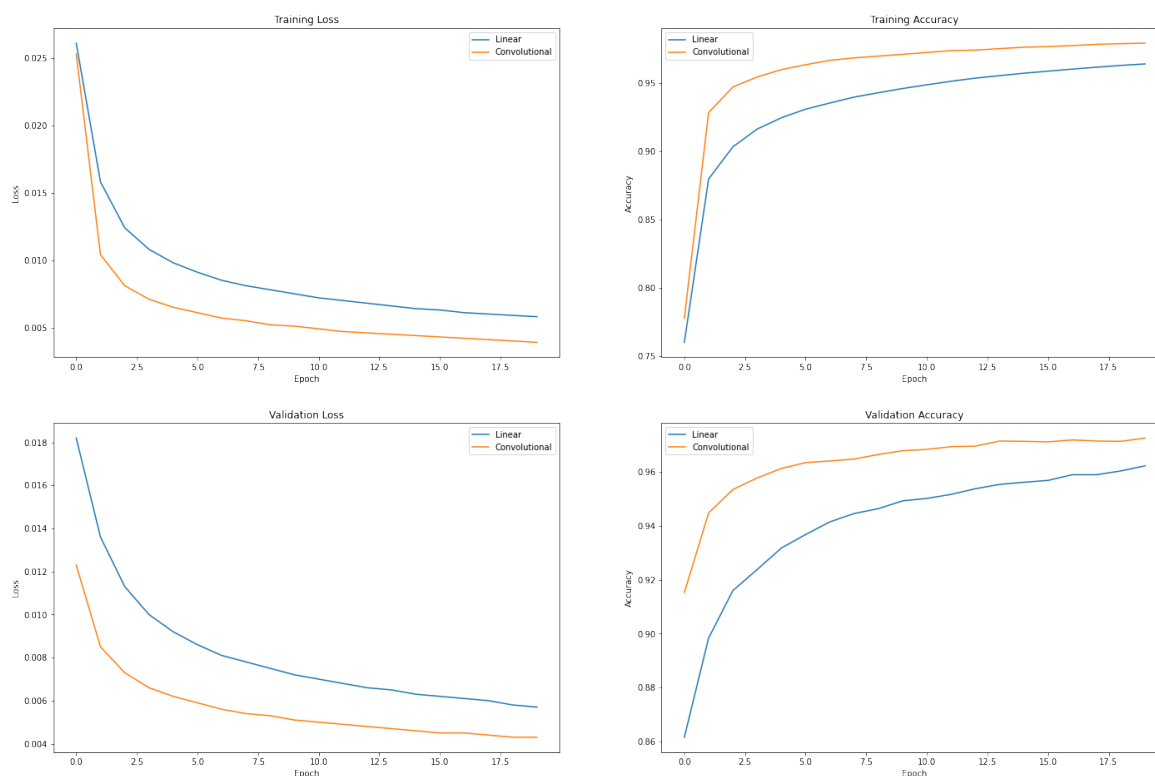 Training Loss
Linear
Convolutional
0.025
0.020
0.015
0.010
0.005
Loss
0.0
2.5
5.0
7.5
10.0
12.5
15.0
17.5
Epoch
Training Accuracy
Linear
Convolutional
0.95
0.90
0.85
0.80
0.75
Accuracy
0.0
2.5
5.0
7.5
10.0
12.5
15.0
17.5
Epoch
Validation Loss
Linear
Convolutional
0.018
0.016
0.014
0.012
0.010
0.008
0.006
0.004
Loss
0.0
2.5
5.0
7.5
10.0
12.5
15.0
17.5
Epoch
Validation Accuracy
Linear
Convolutional
0.96
0.94
0.92
0.90
0.88
0.86
Accuracy
0.0
2.5
5.0
7.5
10.0
12.5
15.0
17.5
Epoch